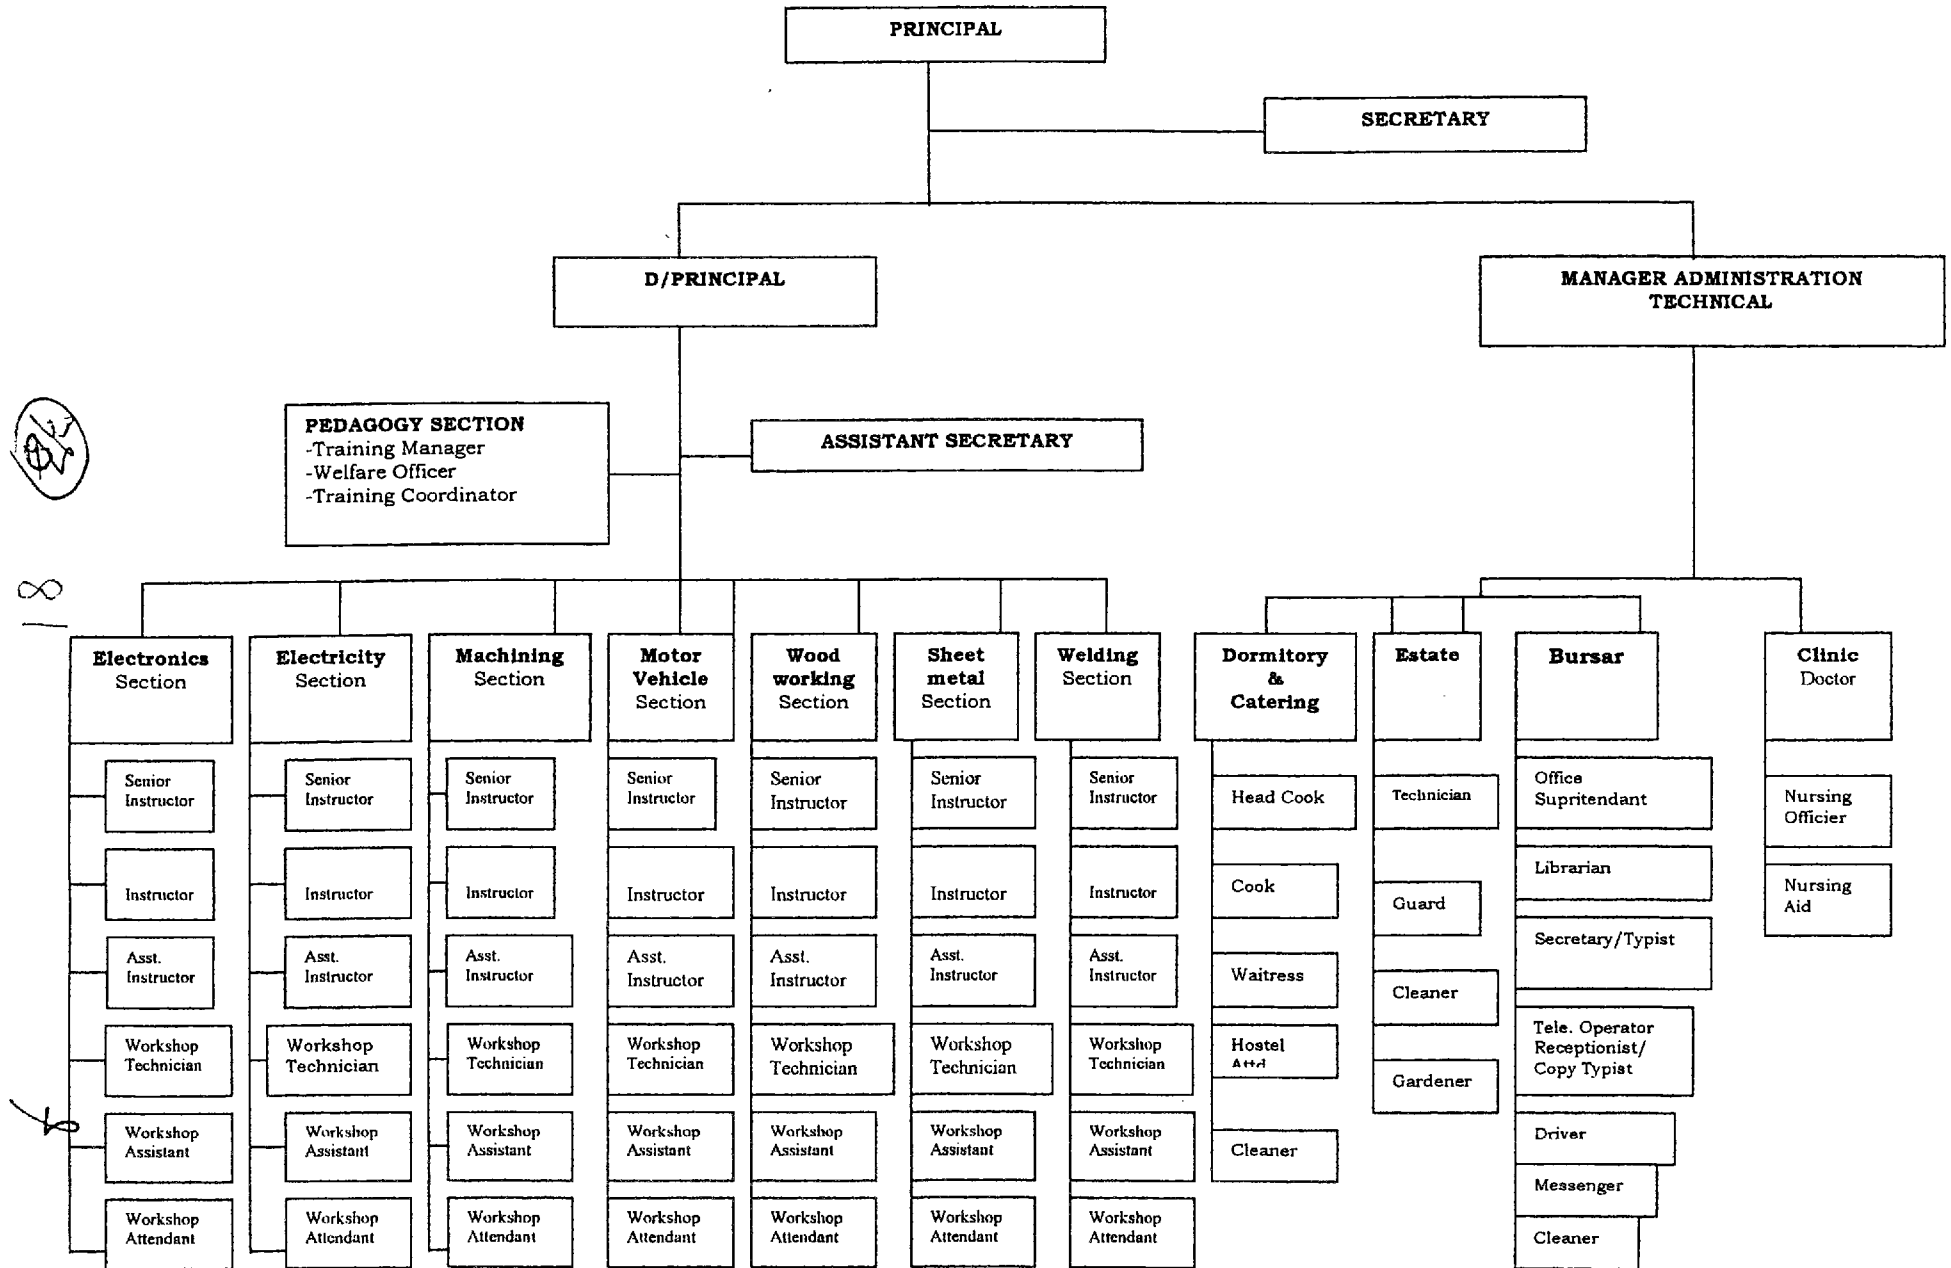 PRINCIPAL
SECRETARY
D/PRINCIPAL
MANAGER ADMINISTRATION
TECHNICAL
PEDAGOGY SECTION
-Training Manager
-Welfare Officer
-Training Coordinator
ASSISTANT SECRETARY
18
Electronics
Section
Senior
Instructor
Instructor
Asst.
Instructor
Workshop
Technician
Workshop
Assistant
Workshop
Attendant
Electricity
Section
Senior
Instructor
Instructor
Asst.
Instructor
Workshop
Technician
Workshop
Assistant
Workshop
Attendant
Machining
Section
Senior
Instructor
Instructor
Asst.
Instructor
Workshop
Technician
Workshop
Assistant
Workshop
Attendant
Motor
Vehicle
Section
Senior
Instructor
Instructor
Asst.
Instructor
Workshop
Technician
Workshop
Assistant
Workshop
Attendant
Wood
working
Section
Senior
Instructor
Instructor
Asst.
Instructor
Workshop
Technician
Workshop
Assistant
Workshop
Attendant
Sheet
metal
Section
Senior
Instructor
Instructor
Asst.
Instructor
Workshop
Technician
Workshop
Assistant
Workshop
Attendant
Welding
Section
Senior
Instructor
Instructor
Asst.
Instructor
Workshop
Technician
Workshop
Assistant
Workshop
Attendant
Dormitory
&
Catering
Head Cook
Cook
Waitress
Hostel
Attd
Cleaner
Estate
Technician
Guard
Cleaner
Gardener
Bursar
Office
Supritendant
Librarian
Secretary/Typist
Tele. Operator
Receptionist/
Copy Typist
Driver
Messenger
Cleaner
Clinic
Doctor
Nursing
Officier
Nursing
Aid